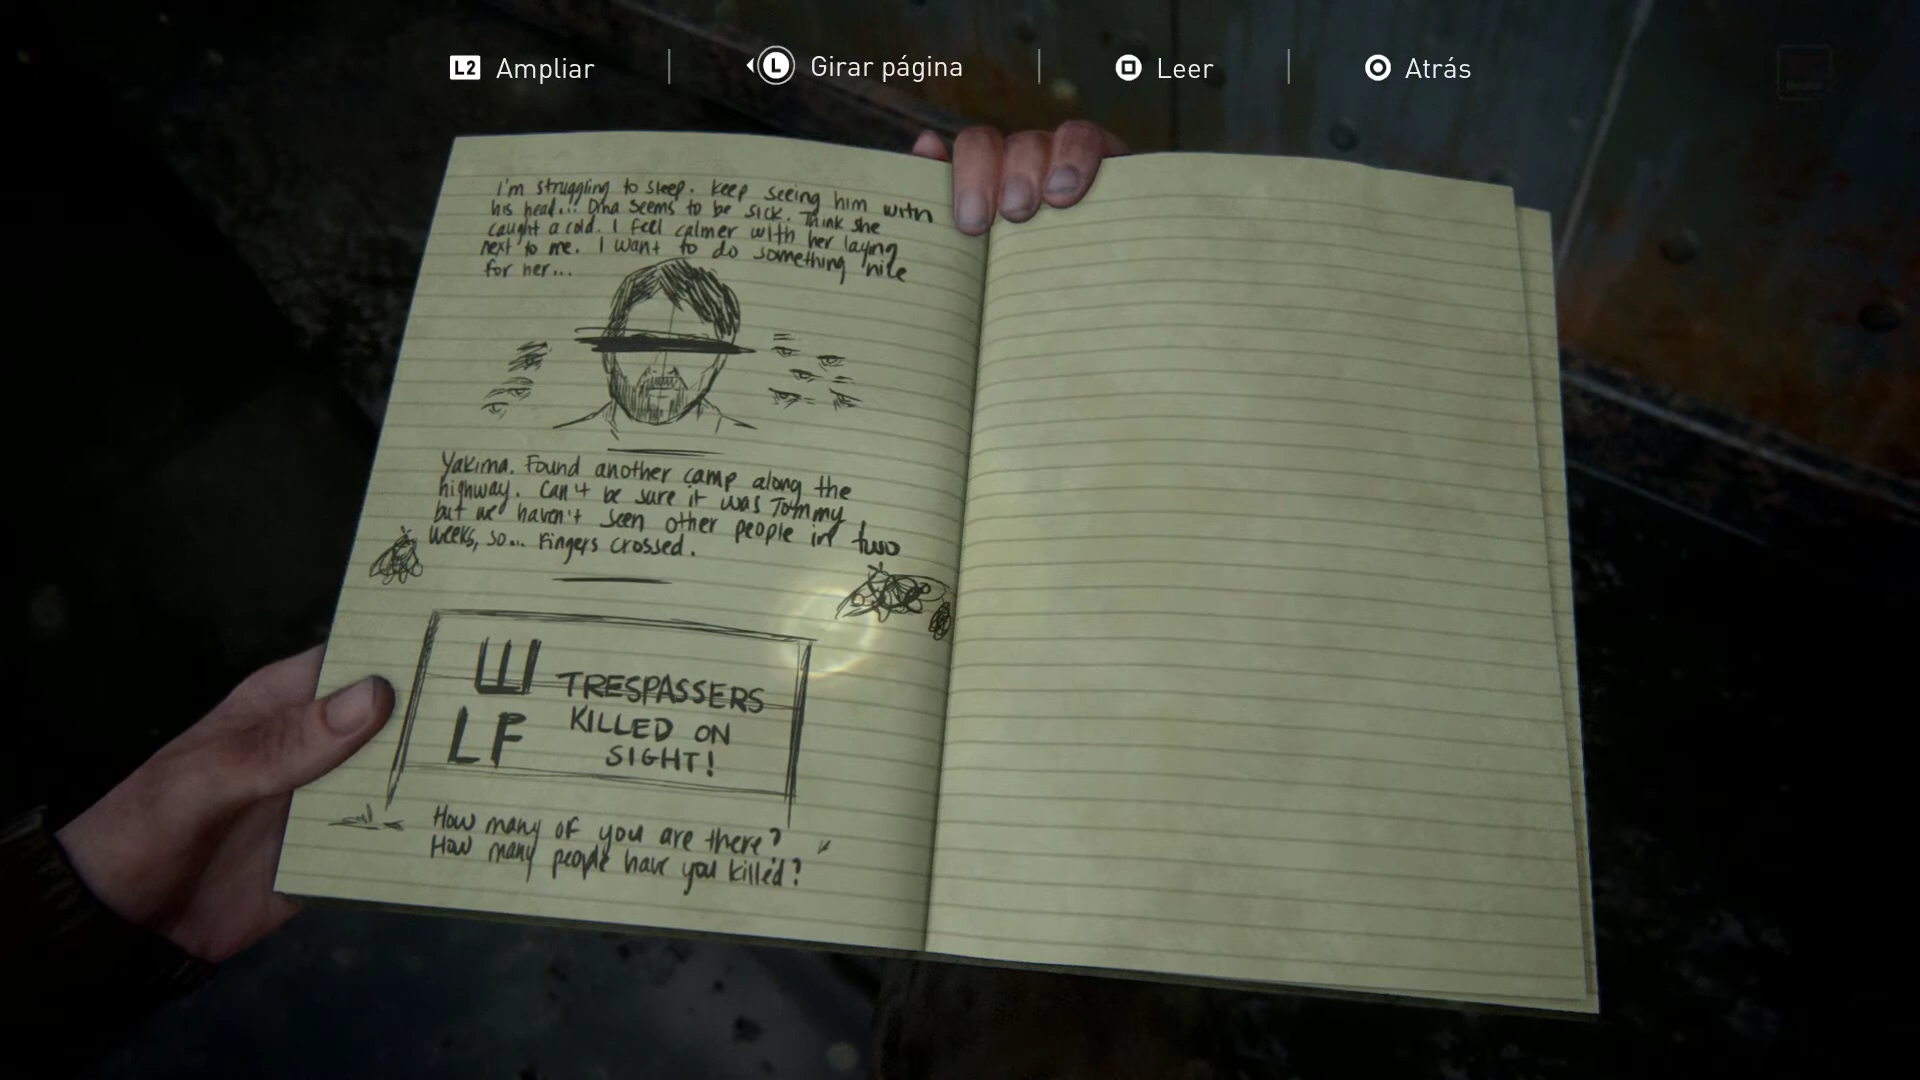 L2 Ampliar
L Girar página
Leer
Atrás
I'm struggling to sleep. Keep seeing him with
his head... Dina seems to be sick. Think she
caught a cold. I feel calmer with her laying
next to me. I want to do something nice
for her...
Yakima. Found another camp along the
highway. Can't be sure it was Tommy
but we haven't seen other people in two
weeks, so... Fingers crossed.
W TRESPASSERS
LF KILLED ON
SIGHT!
How many of you are there?
How many people have you killed?